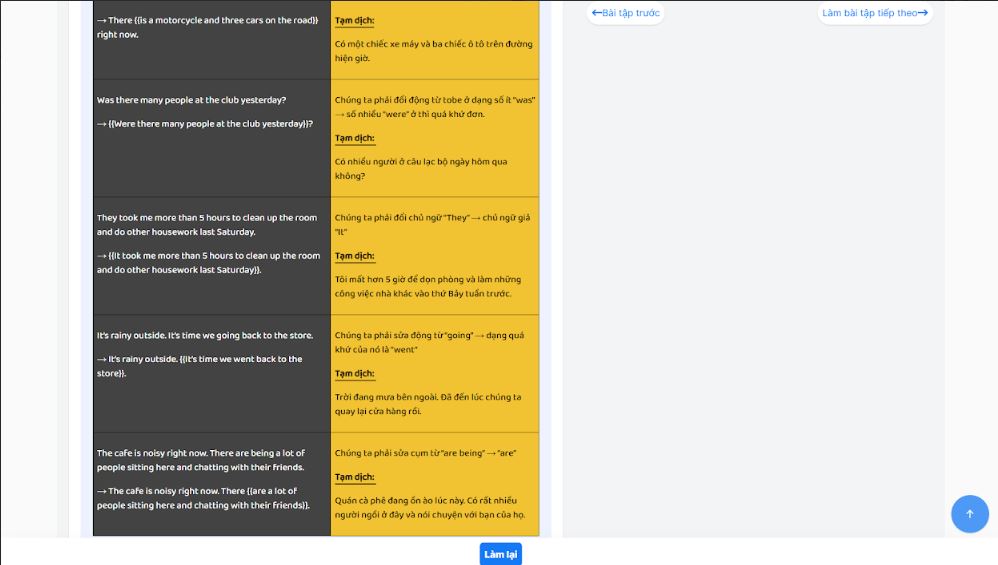 → There {{is a motorcycle and three cars on the road}}
right now.
Tạm dịch:
Có một chiếc xe máy và ba chiếc ô tô trên đường
hiện giờ.
←Bài tập trước
Làm bài tập tiếp theo→
Was there many people at the club yesterday?
→ {{Were there many people at the club yesterday}}?
Chúng ta phải đổi động từ tobe ở dạng số ít "was"
→ số nhiều "were" ở thì quá khứ đơn.
Tạm dịch:
Có nhiều người ở câu lạc bộ ngày hôm qua
không?
They took me more than 5 hours to clean up the room
and do other housework last Saturday.
→ {{It took me more than 5 hours to clean up the room
and do other housework last Saturday}}.
Chúng ta phải đổi chủ ngữ "They" → chủ ngữ giả
"It"
Tạm dịch:
Tôi mất hơn 5 giờ để dọn phòng và làm những
công việc nhà khác vào thứ Bảy tuần trước.
It's rainy outside. It's time we going back to the store.
→ It's rainy outside. {{It's time we went back to the
store}}.
Chúng ta phải sửa động từ "going" → dạng quá
khứ của nó là "went"
Tạm dịch:
Trời đang mưa bên ngoài. Đã đến lúc chúng ta
quay lại cửa hàng rồi.
The cafe is noisy right now. There are being a lot of
people sitting here and chatting with their friends.
→ The cafe is noisy right now. There {{are a lot of
people sitting here and chatting with their friends}}.
Chúng ta phải sửa cụm từ "are being" → "are"
Tạm dịch:
Quán cà phê đang ồn ào lúc này. Có rất nhiều
người ngồi ở đây và nói chuyện với bạn của họ.
Làm lại